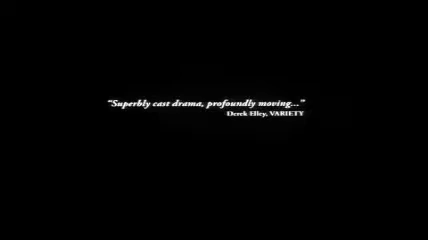 “Superbly cast drama, profoundly moving...”
Derek Elley, VARIETY